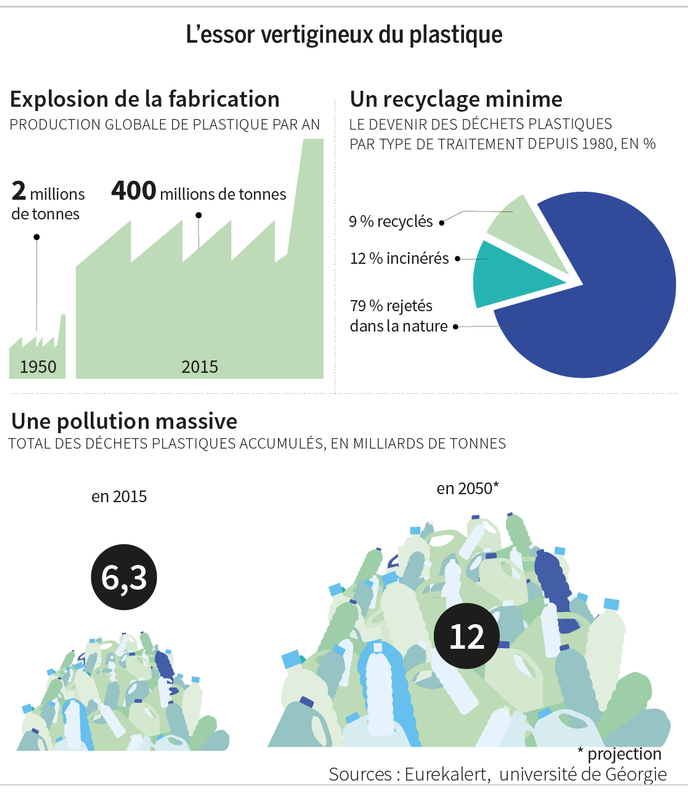 L’essor vertigineux du plastique
Explosion de la fabrication
PRODUCTION GLOBALE DE PLASTIQUE PAR AN
2 millions
de tonnes
400 millions de tonnes
1950
2015
Un recyclage minime
LE DEVENIR DES DÉCHETS PLASTIQUES
PAR TYPE DE TRAITEMENT DEPUIS 1980, EN %
9 % recyclés
12 % incinérés
79 % rejetés
dans la nature
Une pollution massive
TOTAL DES DÉCHETS PLASTIQUES ACCUMULÉS, EN MILLIARDS DE TONNES
en 2015
6,3
en 2050*
12
* projection
Sources : Eurekalert, université de Géorgie